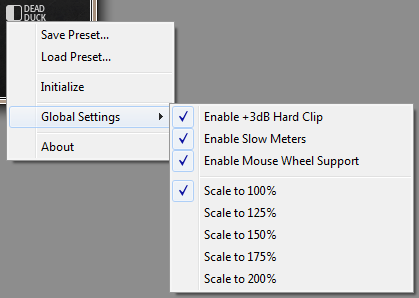 DEAD
DUCK
Save Preset...
Load Preset...
Initialize
Global Settings
About
Enable +3dB Hard Clip
Enable Slow Meters
Enable Mouse Wheel Support
Scale to 100%
Scale to 125%
Scale to 150%
Scale to 175%
Scale to 200%